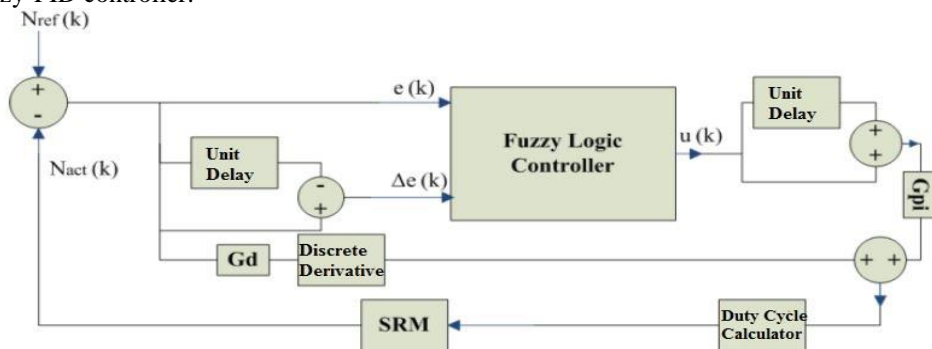 zy PID controller.
Nref (k)
+
-
Nact (k)
e (k)
Unit
Delay
-
+
Δe (k)
Fuzzy Logic
Controller
u (k)
Unit
Delay
+
+
Gpi
Gd
Discrete
Derivative
+ +
SRM
Duty Cycle
Calculator